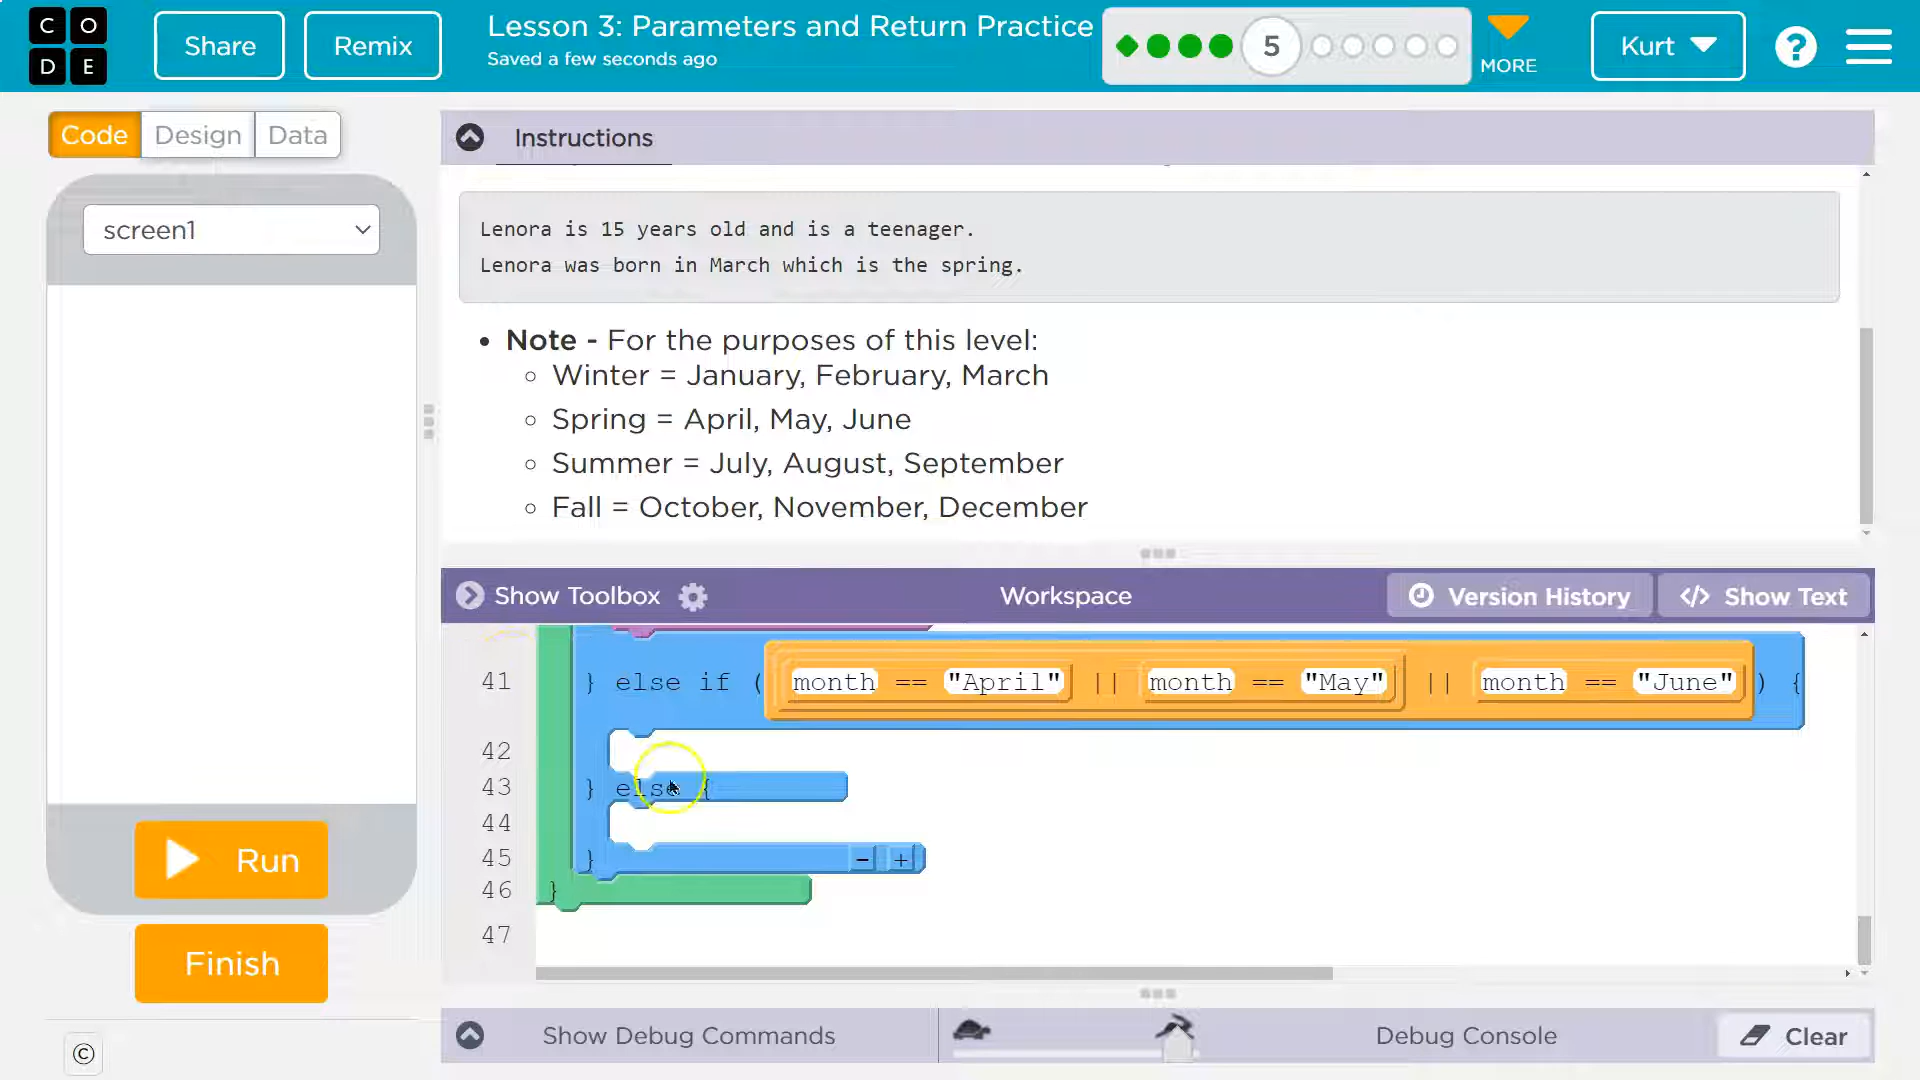 CODE
Share
Remix
Lesson 3: Parameters and Return Practice
Saved a few seconds ago
5
MORE
Kurt
?
Code
Design
Data
Instructions
screen1
Lenora is 15 years old and is a teenager.
Lenora was born in March which is the spring.
Note - For the purposes of this level:
Winter = January, February, March
Spring = April, May, June
Summer = July, August, September
Fall = October, November, December
Show Toolbox
Workspace
Version History
</> Show Text
41 } else if ( month == "April" || month == "May" || month == "June" ) {
42
43 } else {
44
45 } - +
46 }
47
Run
Finish
Show Debug Commands
Debug Console
Clear
©